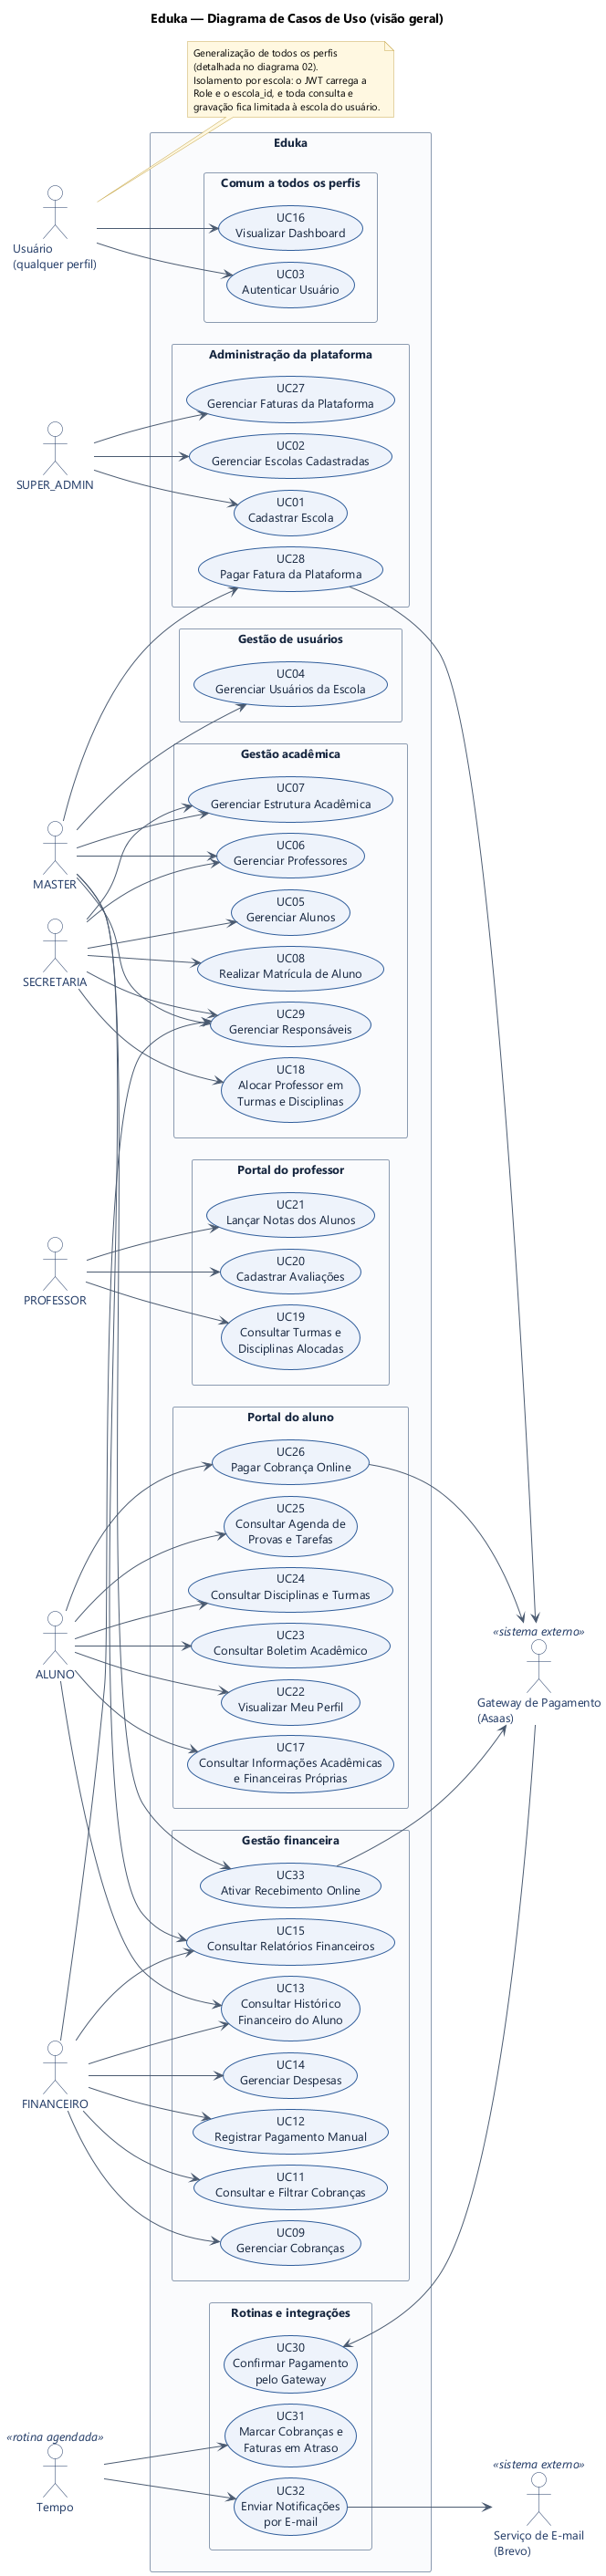 Eduka — Diagrama de Casos de Uso (visão geral)
Generalização de todos os perfis
(detalhada no diagrama 02).
Isolamento por escola: o JWT carrega a
Role e o escola_id, e toda consulta e
gravação fica limitada à escola do usuário.
Eduka
Comum a todos os perfis
UC16
Visualizar Dashboard
UC03
Autenticar Usuário
Usuário
(qualquer perfil)
Administração da plataforma
UC27
Gerenciar Faturas da Plataforma
UC02
Gerenciar Escolas Cadastradas
UC01
Cadastrar Escola
UC28
Pagar Fatura da Plataforma
SUPER_ADMIN
Gestão de usuários
UC04
Gerenciar Usuários da Escola
Gestão acadêmica
UC07
Gerenciar Estrutura Acadêmica
UC06
Gerenciar Professores
UC05
Gerenciar Alunos
UC08
Realizar Matrícula de Aluno
UC29
Gerenciar Responsáveis
UC18
Alocar Professor em
Turmas e Disciplinas
MASTER
SECRETARIA
Portal do professor
UC21
Lançar Notas dos Alunos
UC20
Cadastrar Avaliações
UC19
Consultar Turmas e
Disciplinas Alocadas
PROFESSOR
Portal do aluno
UC26
Pagar Cobrança Online
UC25
Consultar Agenda de
Provas e Tarefas
UC24
Consultar Disciplinas e Turmas
UC23
Consultar Boletim Acadêmico
UC22
Visualizar Meu Perfil
UC17
Consultar Informações Acadêmicas
e Financeiras Próprias
ALUNO
«sistema externo»
Gateway de Pagamento
(Asaas)
Gestão financeira
UC33
Ativar Recebimento Online
UC15
Consultar Relatórios Financeiros
UC13
Consultar Histórico
Financeiro do Aluno
UC14
Gerenciar Despesas
UC12
Registrar Pagamento Manual
UC11
Consultar e Filtrar Cobranças
UC09
Gerenciar Cobranças
FINANCEIRO
Rotinas e integrações
UC30
Confirmar Pagamento
pelo Gateway
UC31
Marcar Cobranças e
Faturas em Atraso
UC32
Enviar Notificações
por E-mail
«rotina agendada»
Tempo
«sistema externo»
Serviço de E-mail
(Brevo)